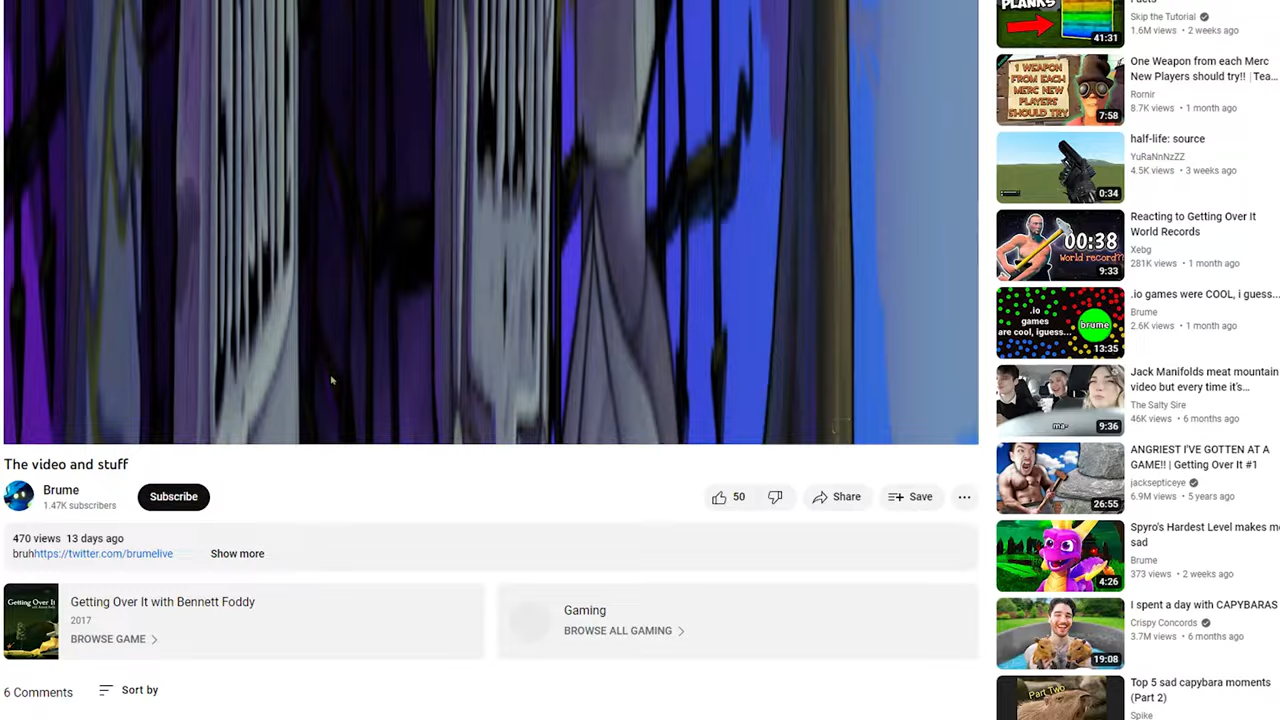 The video and stuff
Brume
1.47K subscribers
Subscribe
50
Share
Save
470 views 13 days ago
bruhhttps://twitter.com/brumelive
Show more
Getting Over It with Bennett Foddy
2017
BROWSE GAME
Getting Over It
Gaming
BROWSE ALL GAMING
6 Comments
Sort by
PLANKS
41:31
Skip the Tutorial
1.6M views • 2 weeks ago
1 WEAPON
FROM EACH
MERC NEW
PLAYERS
SHOULD TRY
7:58
One Weapon from each Merc
New Players should try!! | Tea...
Rornir
8.7K views • 1 month ago
0:34
half-life: source
YuRaNnNzZZ
4.5K views • 3 weeks ago
00:38
World record??
9:33
Reacting to Getting Over It
World Records
Xebg
281K views • 1 month ago
.io
games
are cool, iguess...
brume
13:35
.io games were COOL, i guess...
Brume
2.6K views • 1 month ago
ma-
9:36
Jack Manifolds meat mountain
video but every time it's...
The Salty Sire
46K views • 6 months ago
26:55
ANGRIEST I'VE GOTTEN AT A
GAME!! | Getting Over It #1
jacksepticeye
6.9M views • 5 years ago
4:26
Spyro's Hardest Level makes me
sad
Brume
373 views • 2 weeks ago
19:08
I spent a day with CAPYBARAS
Crispy Concords
3.7M views • 6 months ago
Part Two
Top 5 sad capybara moments
(Part 2)
Spike